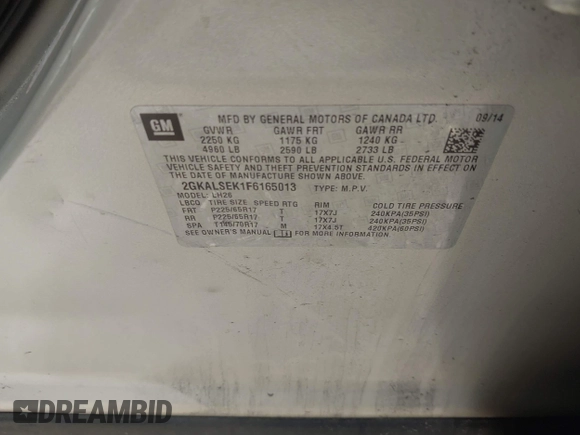 GM MFD BY GENERAL MOTORS OF CANADA LTD. 09/14
GVWR GAWR FRT GAWR RR
2250 KG 1175 KG 1240 KG
4960 LB 2590 LB 2733 LB
THIS VEHICLE CONFORMS TO ALL APPLICABLE U.S. FEDERAL MOTOR
VEHICLE SAFETY AND THEFT PREVENTION STANDARDS IN EFFECT ON
THE DATE OF MANUFACTURE SHOWN ABOVE.
2GKALSEK1F6165013 TYPE: M.P.V.
MODEL: LH26
LBCQ TIRE SIZE SPEED RTG RIM COLD TIRE PRESSURE
FRT P225/65R17 T 17X7J 240KPA(35PSI)
RR P225/65R17 T 17X7J 240KPA(35PSI)
SPA T145/70R17 M 17X4.5T 420KPA(60PSI)
SEE OWNER'S MANUAL i FOR MORE INFORMATION.
DREAMBID